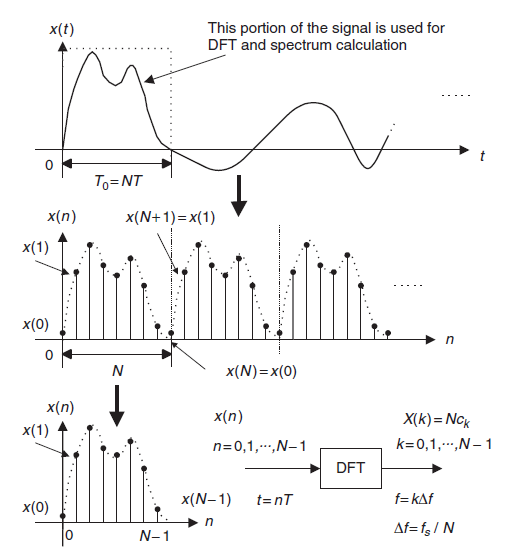 x(t)
This portion of the signal is used for
DFT and spectrum calculation
.....
t
0
T₀=NT
x(n)
x(N+1)=x(1)
x(1)
.....
x(0)
n
0
N
x(N)=x(0)
x(n)
x(1)
x(n)
X(k)=Ncₖ
n=0,1,···,N−1
k=0,1,···,N−1
DFT
x(0)
x(N−1)
t=nT
f=kΔf
n
Δf=fₛ / N
0
N−1